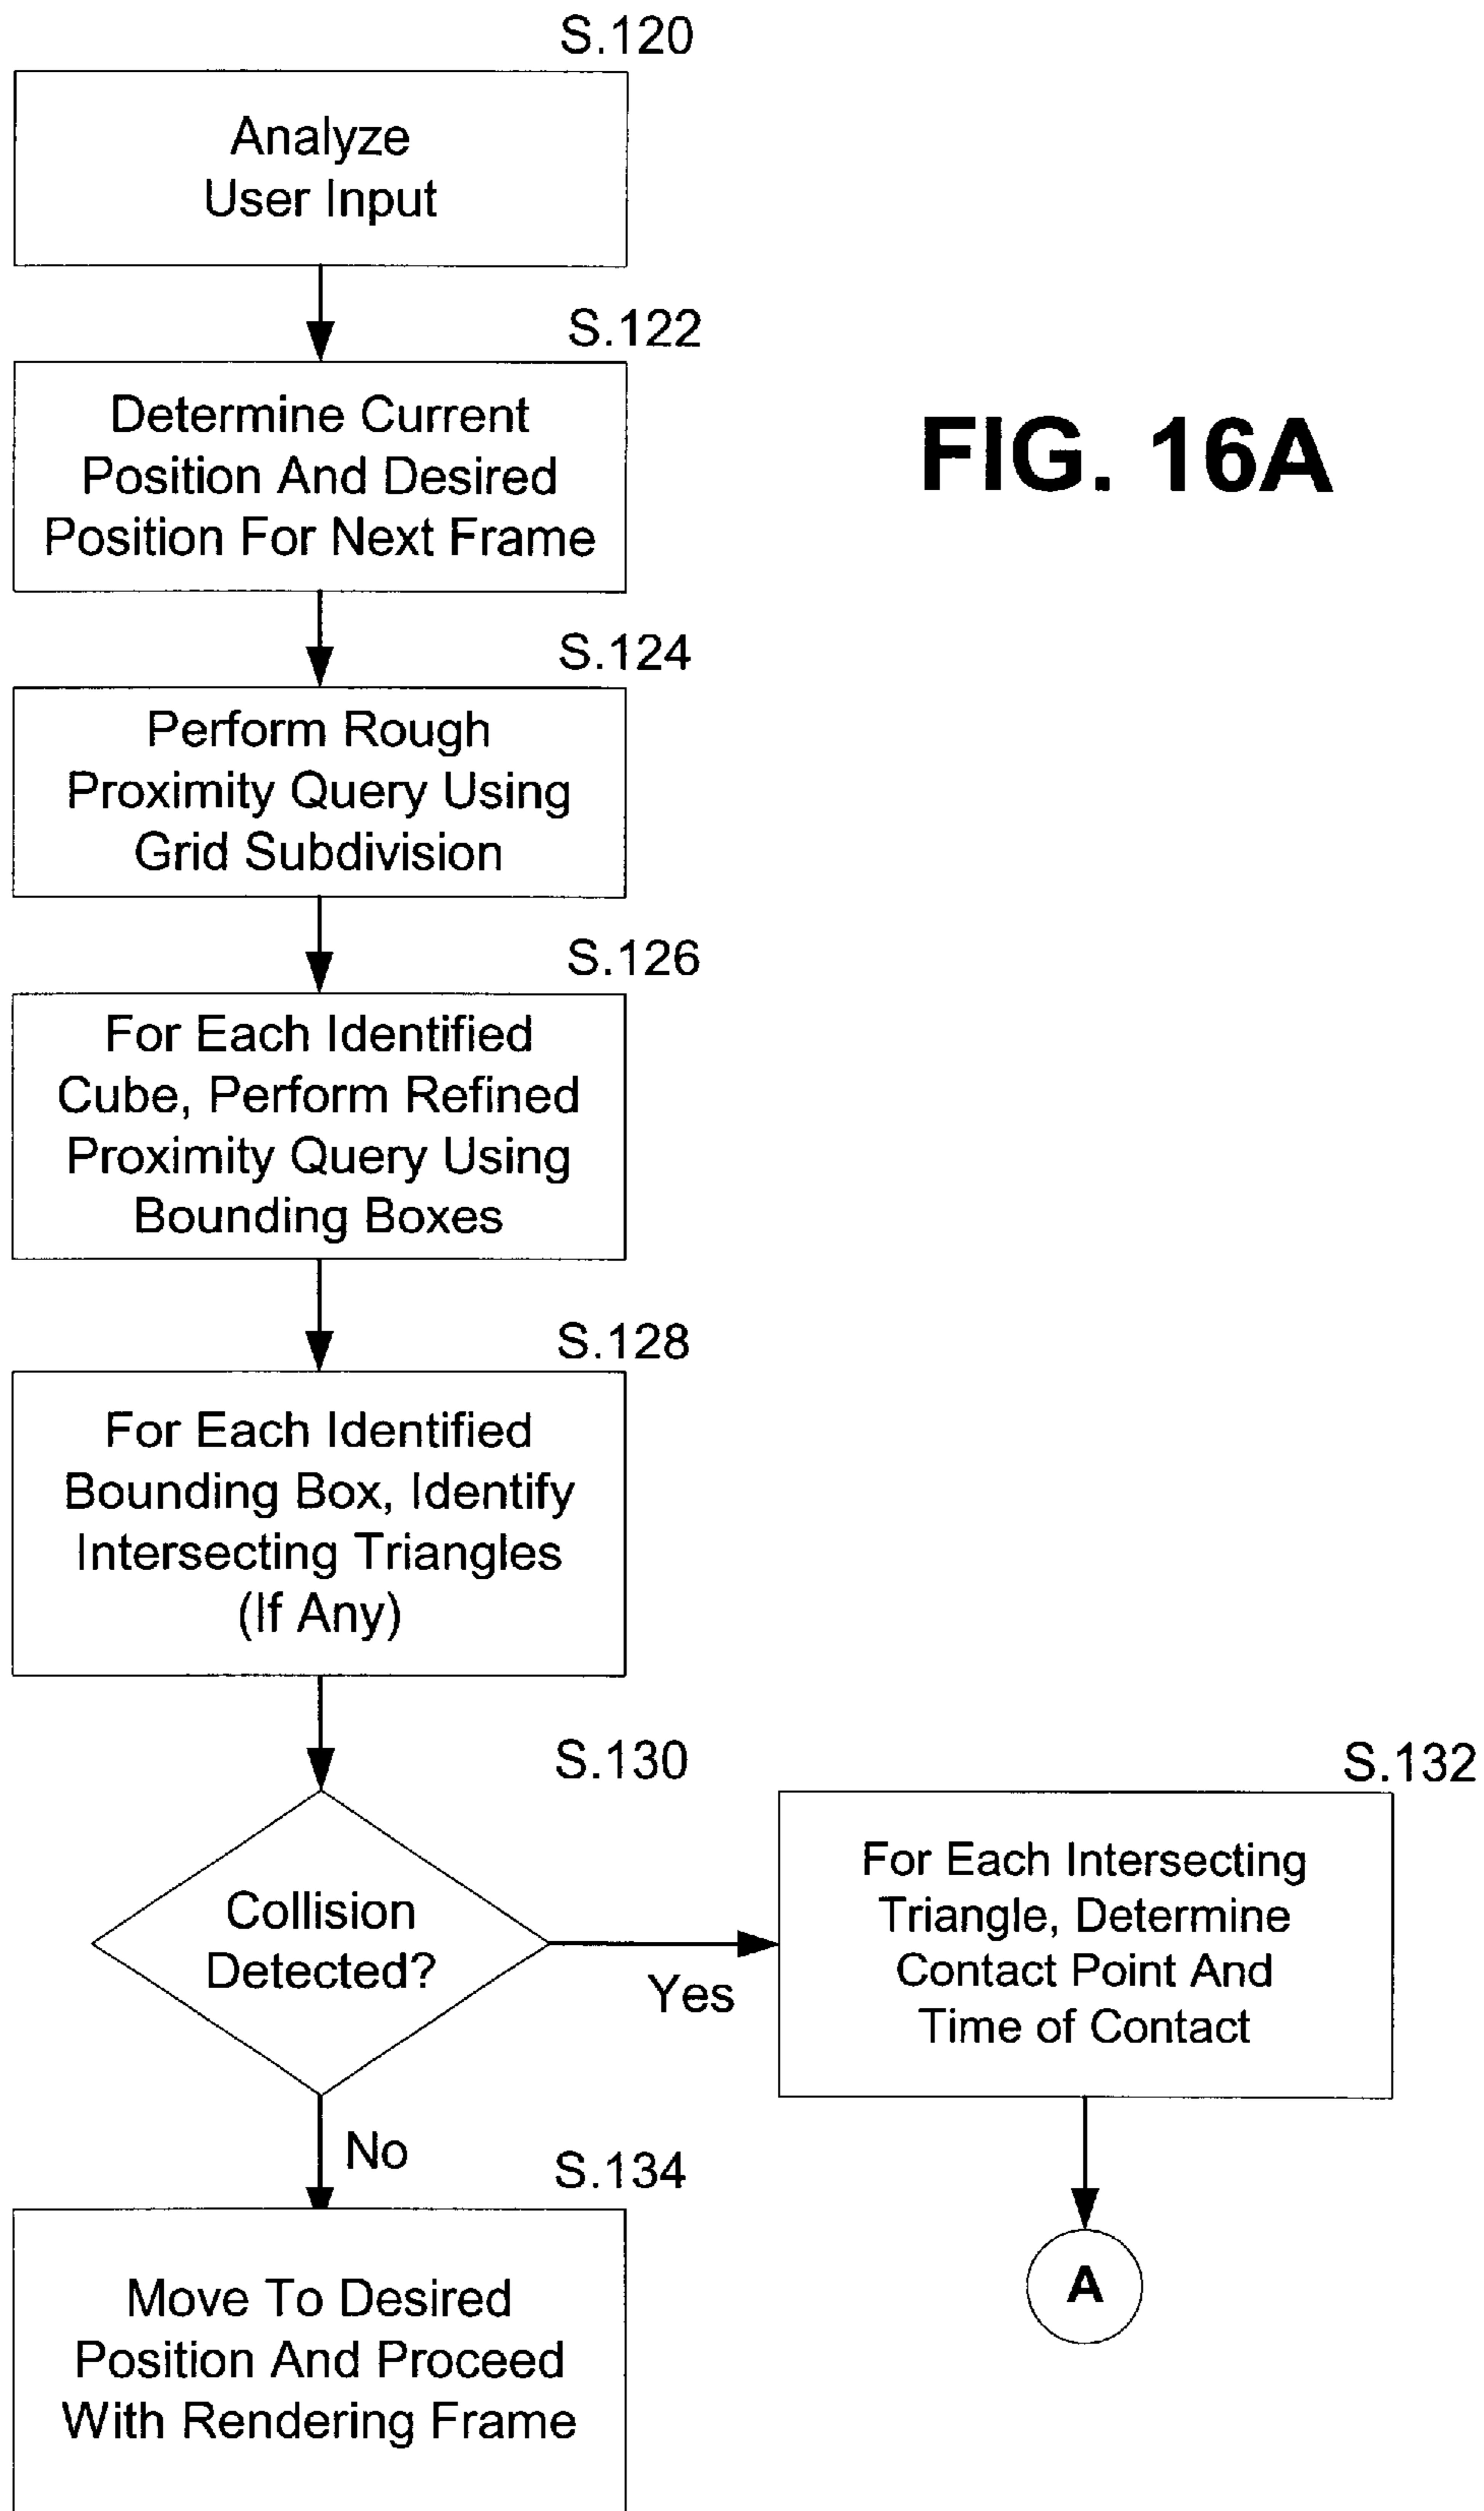 S.120
Analyze
User Input
S.122
Determine Current
Position And Desired
Position For Next Frame
FIG. 16A
S.124
Perform Rough
Proximity Query Using
Grid Subdivision
S.126
For Each Identified
Cube, Perform Refined
Proximity Query Using
Bounding Boxes
S.128
For Each Identified
Bounding Box, Identify
Intersecting Triangles
(If Any)
S.130
Collision
Detected?
Yes
S.132
For Each Intersecting
Triangle, Determine
Contact Point And
Time of Contact
No
S.134
Move To Desired
Position And Proceed
With Rendering Frame
A